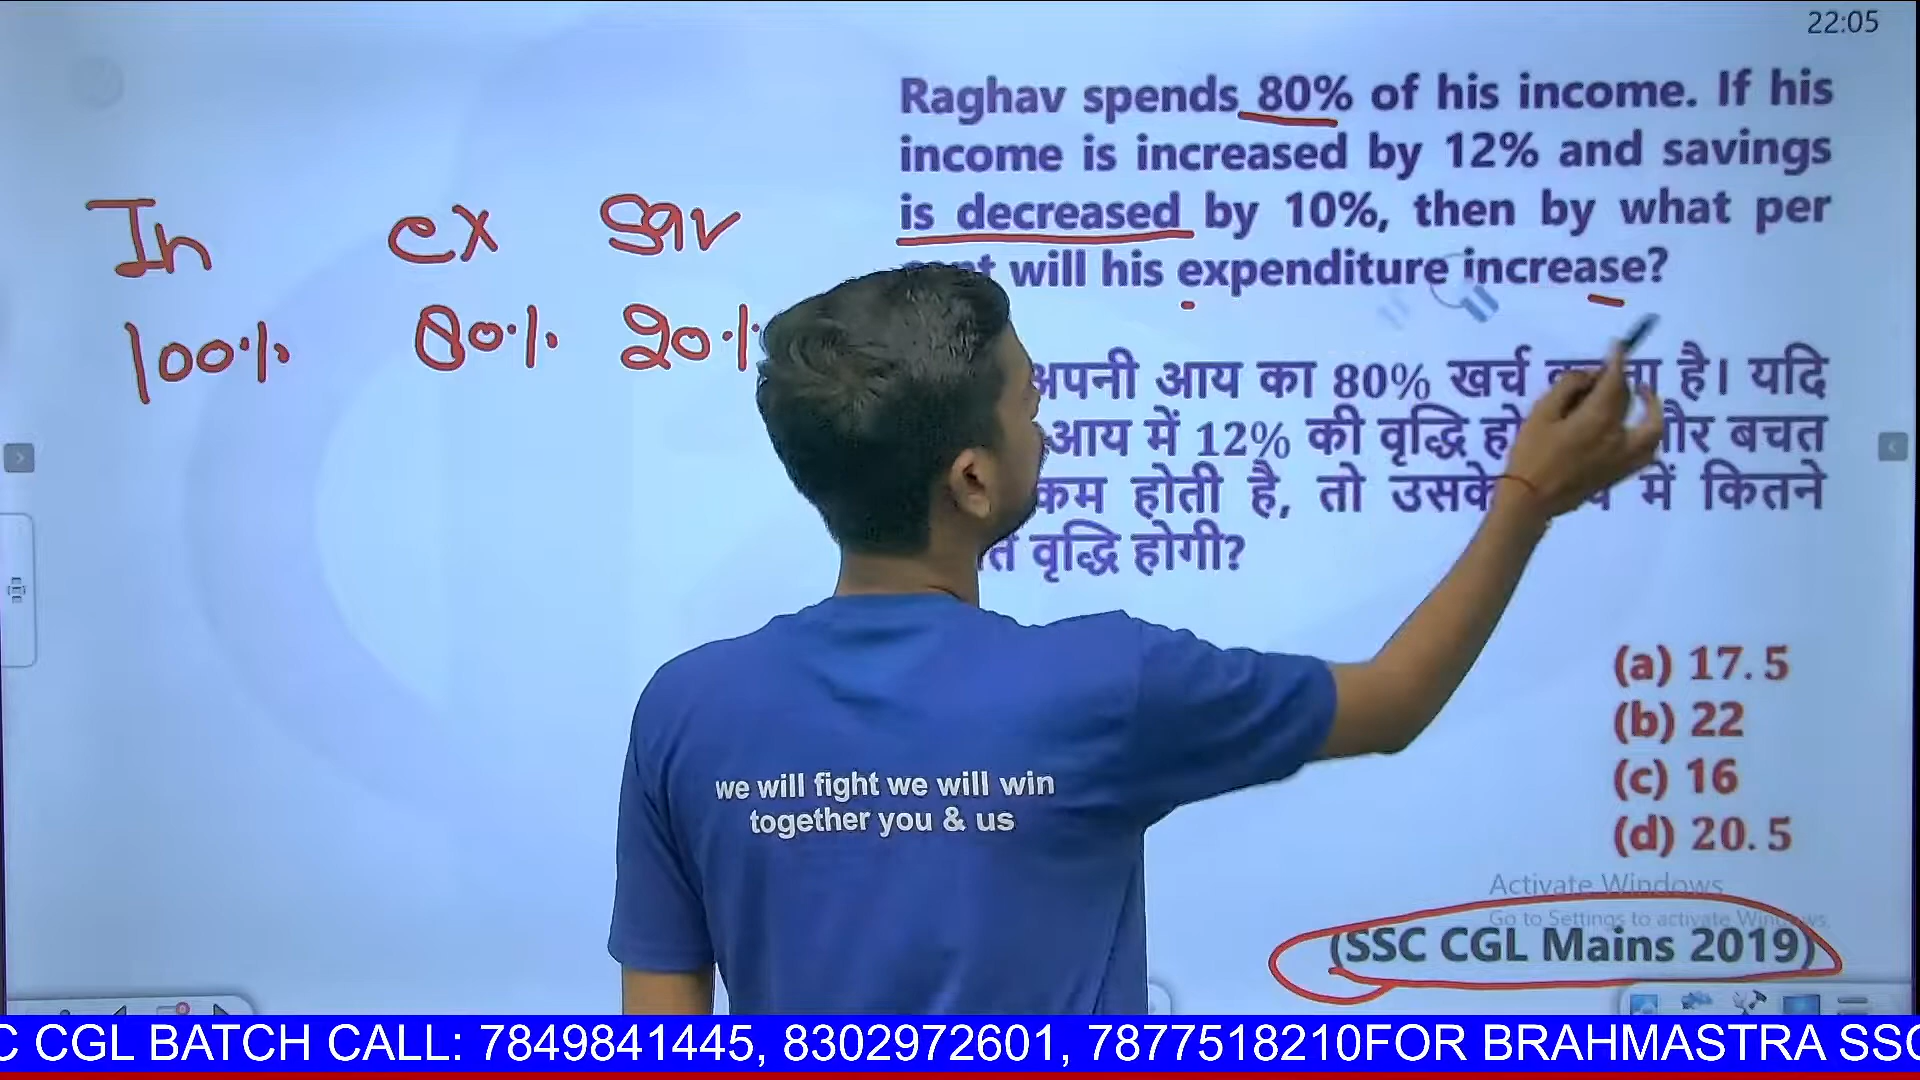 22:05
Raghav spends 80% of his income. If his
income is increased by 12% and savings
is decreased by 10%, then by what per
will his expenditure increase?
In ex Sav
100% 80% 20%
अपनी आय का 80% खर्च है। यदि
आय में 12% की वृद्धि और बचत
कम होती है, तो उसके में कितने
वृद्धि होगी?
(a) 17.5
(b) 22
(c) 16
(d) 20.5
Activate Windows
Go to Settings to activate Windows.
(SSC CGL Mains 2019)
we will fight we will win
together you & us
C CGL BATCH CALL: 7849841445, 8302972601, 7877518210FOR BRAHMASTRA SSC